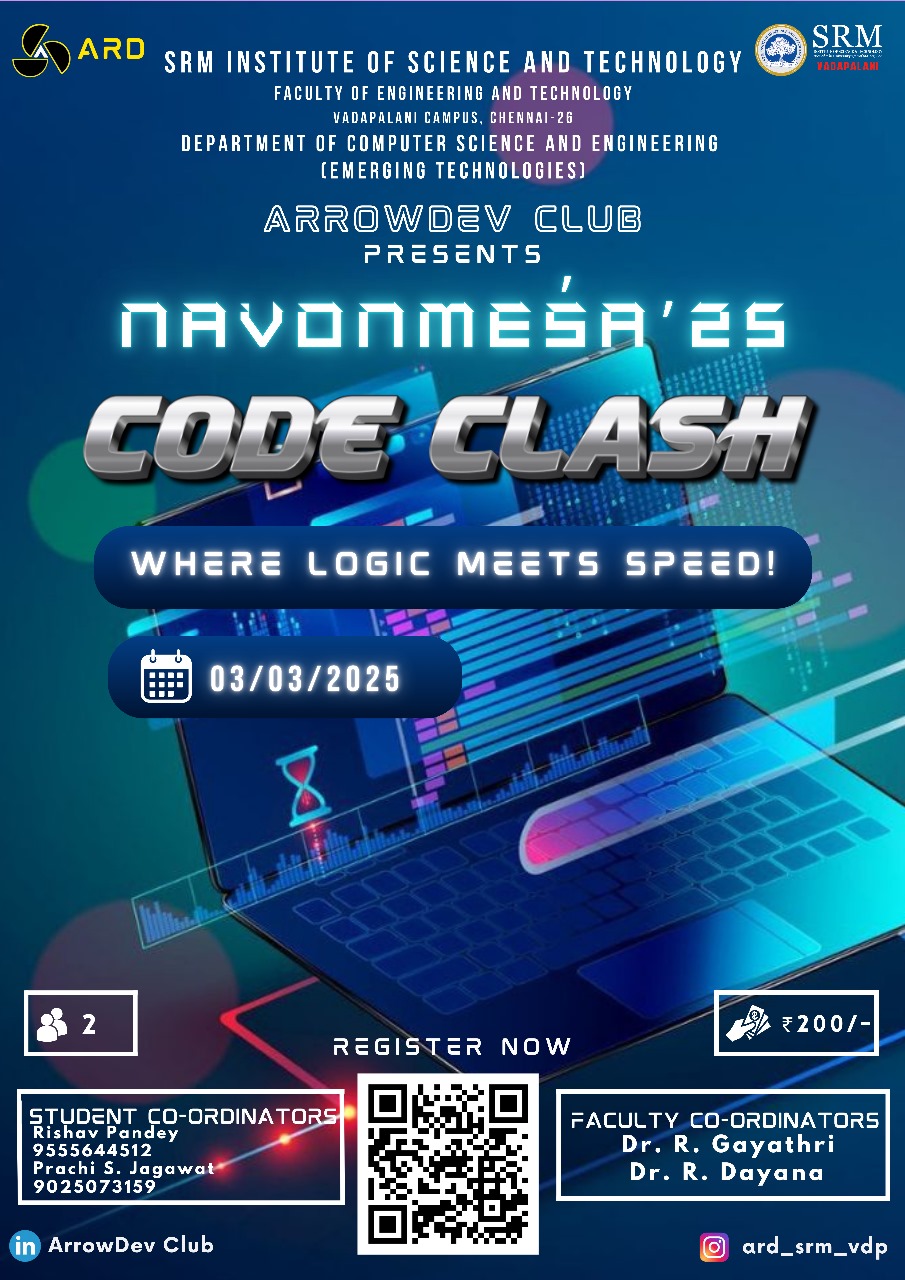 ARD
SRM INSTITUTE OF SCIENCE AND TECHNOLOGY
SRM
VADAPALANI
FACULTY OF ENGINEERING AND TECHNOLOGY
VADAPALANI CAMPUS, CHENNAI-26
DEPARTMENT OF COMPUTER SCIENCE AND ENGINEERING
(EMERGING TECHNOLOGIES)
ARROWDEV CLUB
PRESENTS
NAVONMEŚA'25
CODE CLASH
WHERE LOGIC MEETS SPEED!
03/03/2025
2
₹200/-
REGISTER NOW
STUDENT CO-ORDINATORS
Rishav Pandey
9555644512
Prachi S. Jagawat
9025073159
FACULTY CO-ORDINATORS
Dr. R. Gayathri
Dr. R. Dayana
in ArrowDev Club
ard_srm_vdp